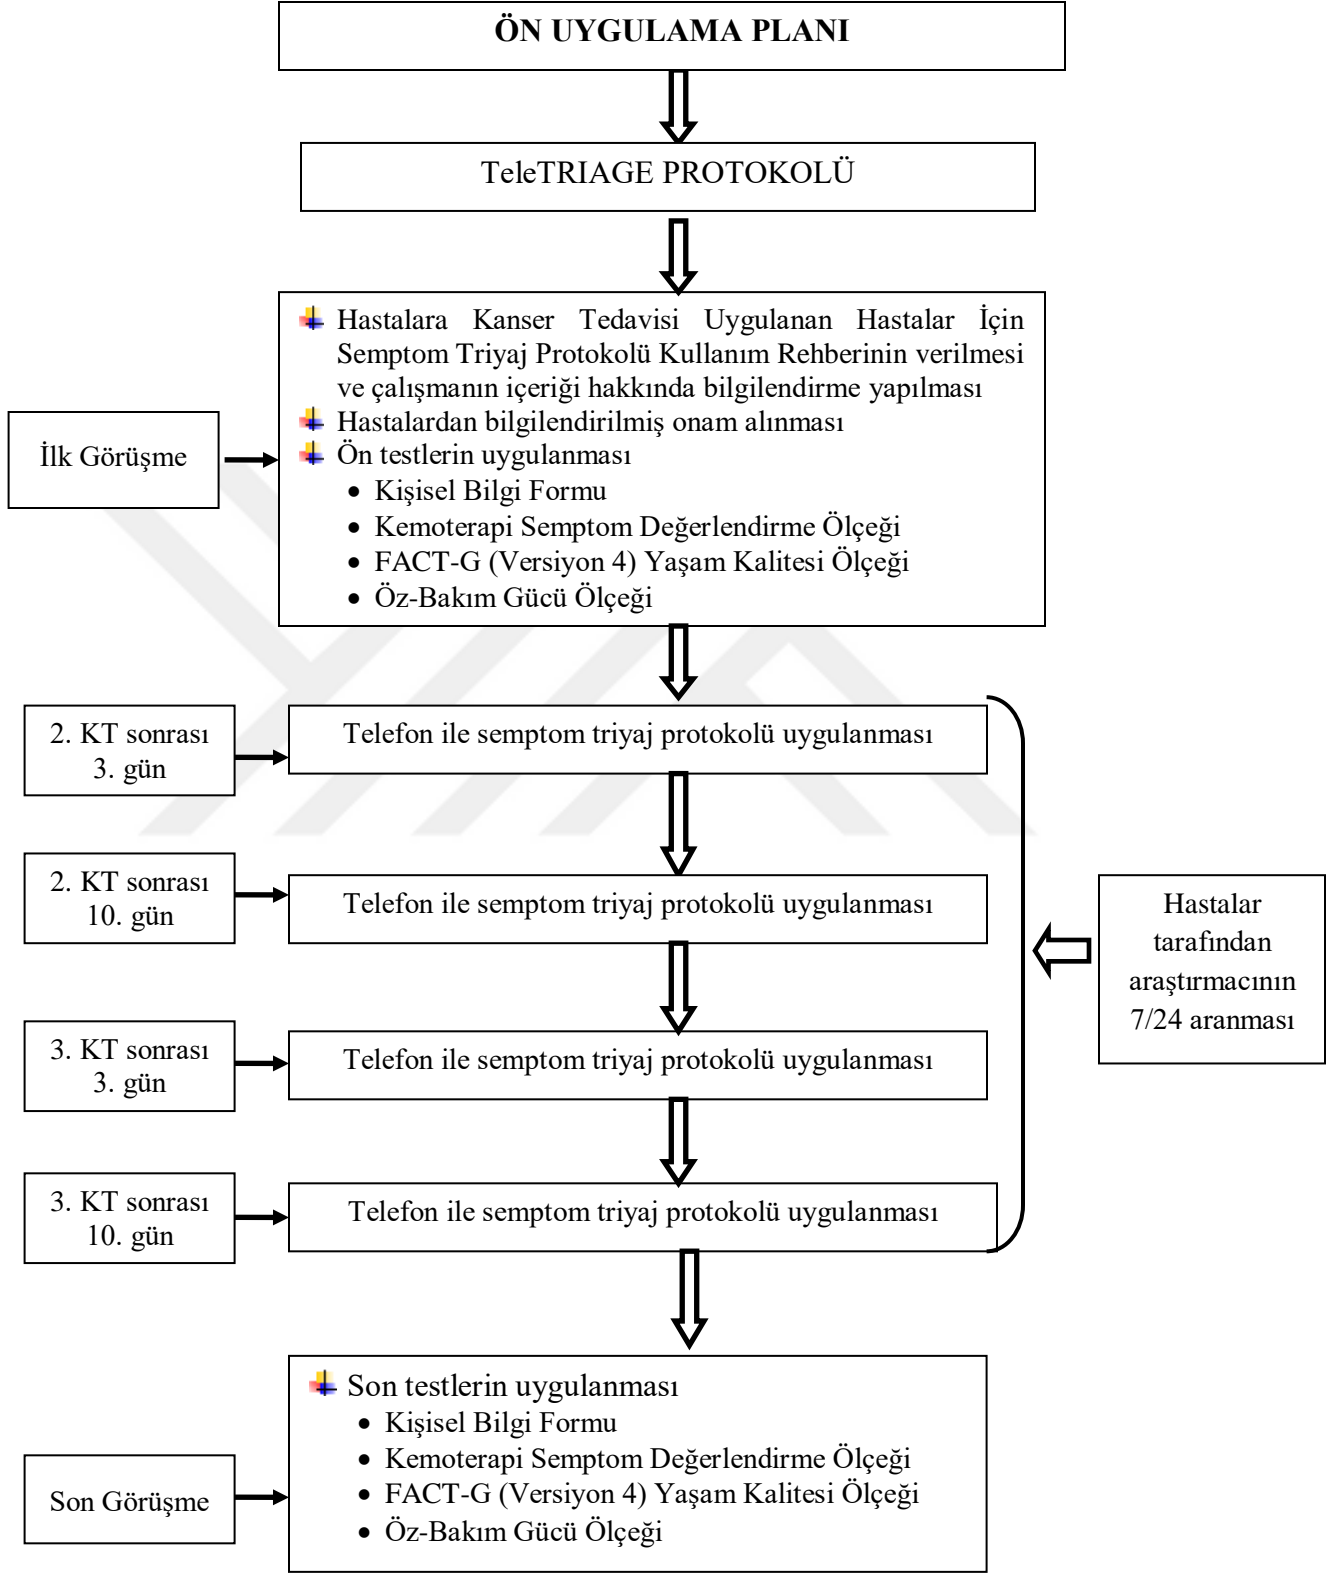 ÖN UYGULAMA PLANI
TeleTRIAGE PROTOKOLÜ
İlk Görüşme
Hastalara Kanser Tedavisi Uygulanan Hastalar İçin
Semptom Triyaj Protokolü Kullanım Rehberinin verilmesi
ve çalışmanın içeriği hakkında bilgilendirme yapılması
Hastalardan bilgilendirilmiş onam alınması
Ön testlerin uygulanması
• Kişisel Bilgi Formu
• Kemoterapi Semptom Değerlendirme Ölçeği
• FACT-G (Versiyon 4) Yaşam Kalitesi Ölçeği
• Öz-Bakım Gücü Ölçeği
2. KT sonrası
3. gün
Telefon ile semptom triyaj protokolü uygulanması
2. KT sonrası
10. gün
Telefon ile semptom triyaj protokolü uygulanması
3. KT sonrası
3. gün
Telefon ile semptom triyaj protokolü uygulanması
3. KT sonrası
10. gün
Telefon ile semptom triyaj protokolü uygulanması
Hastalar
tarafından
araştırmacının
7/24 aranması
Son Görüşme
Son testlerin uygulanması
• Kişisel Bilgi Formu
• Kemoterapi Semptom Değerlendirme Ölçeği
• FACT-G (Versiyon 4) Yaşam Kalitesi Ölçeği
• Öz-Bakım Gücü Ölçeği